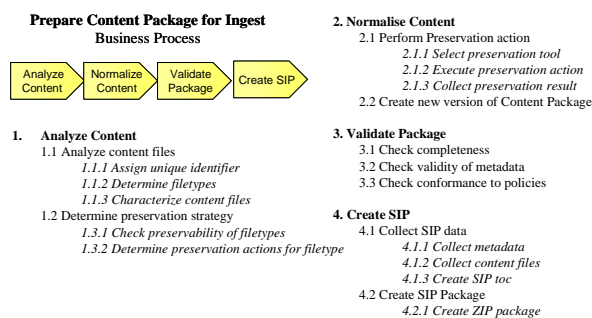 Prepare Content Package for Ingest
Business Process
Analyze
Content
Normalize
Content
Validate
Package
Create SIP
1. Analyze Content
1.1 Analyze content files
1.1.1 Assign unique identifier
1.1.2 Determine filetypes
1.1.3 Characterize content files
1.2 Determine preservation strategy
1.3.1 Check preservability of filetypes
1.3.2 Determine preservation actions for filetype
2. Normalise Content
2.1 Perform Preservation action
2.1.1 Select preservation tool
2.1.2 Execute preservation action
2.1.3 Collect preservation result
2.2 Create new version of Content Package
3. Validate Package
3.1 Check completeness
3.2 Check validity of metadata
3.3 Check conformance to policies
4. Create SIP
4.1 Collect SIP data
4.1.1 Collect metadata
4.1.2 Collect content files
4.1.3 Create SIP toc
4.2 Create SIP Package
4.2.1 Create ZIP package